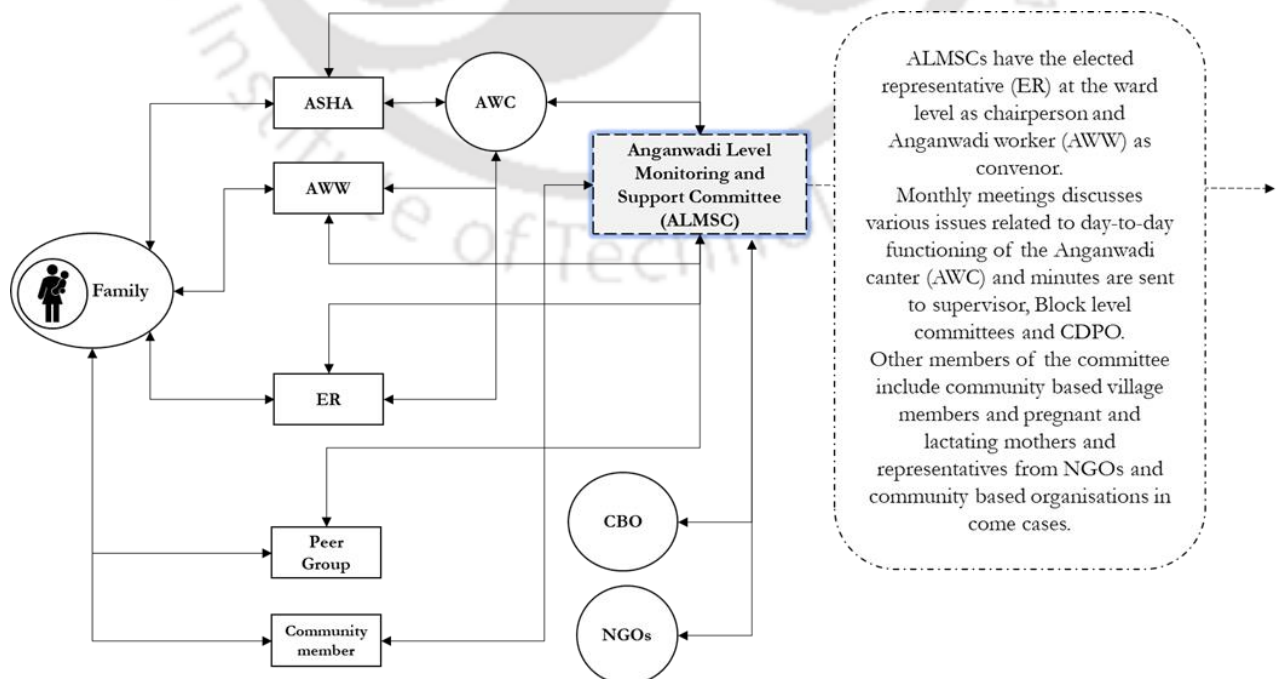 Institute of Technol
ASHA
AWC
AWW
Family
ER
Peer
Group
Community
member
Anganwadi Level
Monitoring and
Support Committee
(ALMSC)
CBO
NGOs
ALMSCs have the elected
representative (ER) at the ward
level as chairperson and
Anganwadi worker (AWW) as
convenor.
Monthly meetings discusses
various issues related to day-to-day
functioning of the Anganwadi
canter (AWC) and minutes are sent
to supervisor, Block level
committees and CDPO.
Other members of the committee
include community based village
members and pregnant and
lactating mothers and
representatives from NGOs and
community based organisations in
come cases.